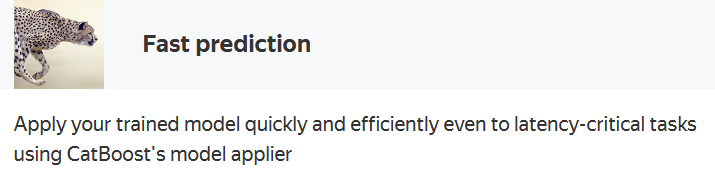 Fast prediction
Apply your trained model quickly and efficiently even to latency-critical tasks
using CatBoost's model applier